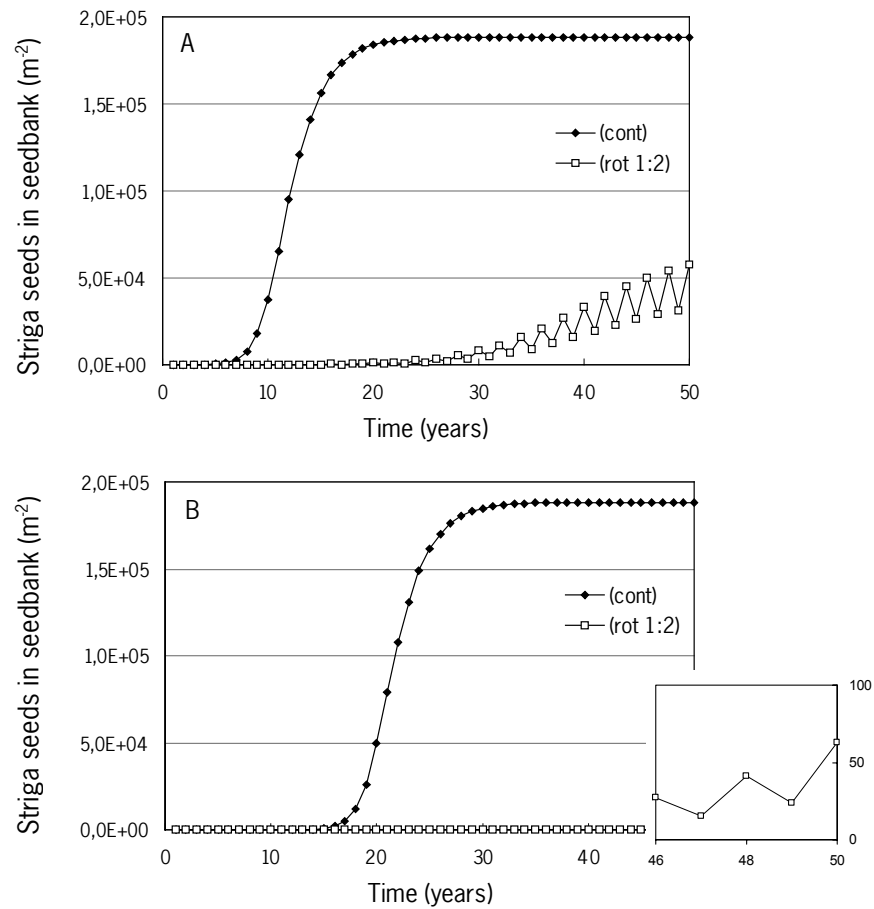 A
Striga seeds in seedbank (m-2)
2,0E+05
1,5E+05
1,0E+05
5,0E+04
0,0E+00
(cont)
(rot 1:2)
0 10 20 30 40 50
Time (years)
B
Striga seeds in seedbank (m-2)
2,0E+05
1,5E+05
1,0E+05
5,0E+04
0,0E+00
(cont)
(rot 1:2)
0 10 20 30 40
Time (years)
100
50
0
46 48 50